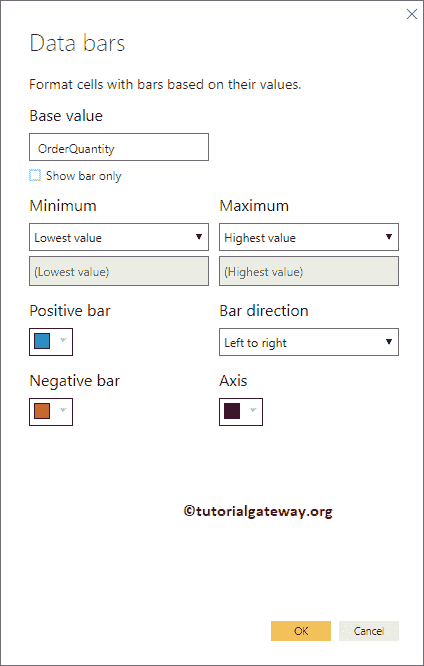 Data bars
Format cells with bars based on their values.
Base value
OrderQuantity
Show bar only
Minimum Maximum
Lowest value Highest value
(Lowest value) (Highest value)
Positive bar Bar direction
Left to right
Negative bar Axis
©tutorialgateway.org
OK Cancel